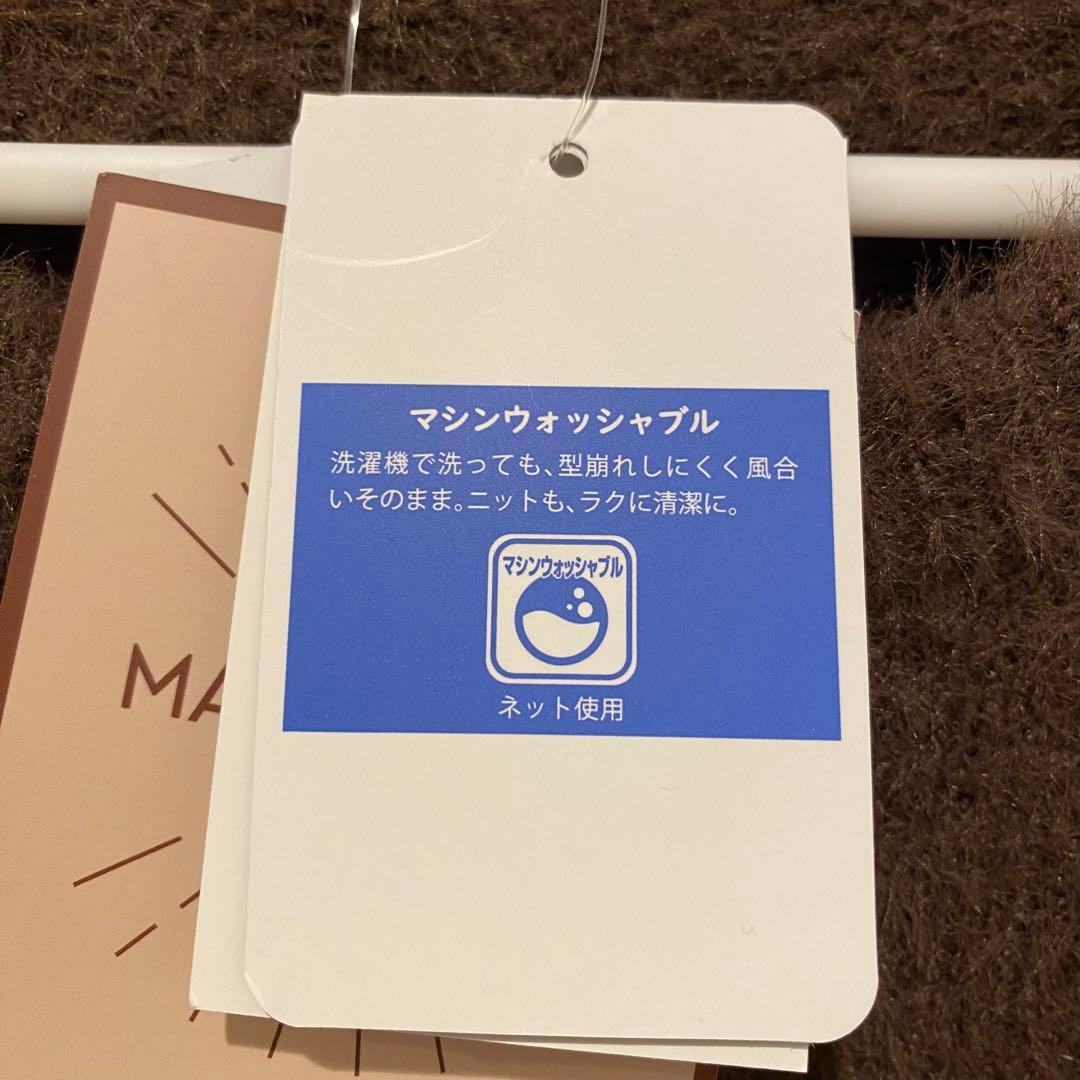 マシンウォッシャブル
洗濯機で洗っても、型崩れしにくく風合
いそのまま。ニットも、ラクに清潔に。
マシンウォッシャブル
ネット使用
MA